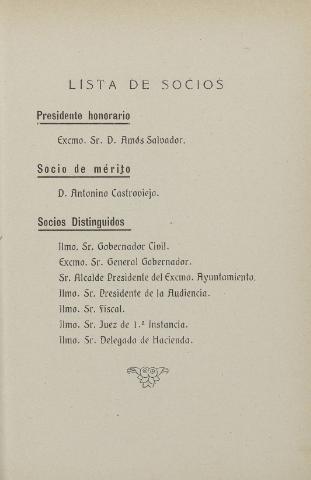 LISTA DE SOCIOS
Presidente honorario
Excmo. Sr. D. Amós Salvador.
Socio de mérito
D. Antonino Castroviejo.
Socios Distinguidos
Ilmo. Sr. Gobernador Civil.
Excmo. Sr. General Gobernador.
Sr. Alcalde Presidente del Excmo. Ayuntamiento.
Ilmo. Sr. Presidente de la Audiencia.
Ilmo. Sr. Fiscal.
Ilmo. Sr. Juez de 1.ª Instancia.
Ilmo. Sr. Delegado de Hacienda.